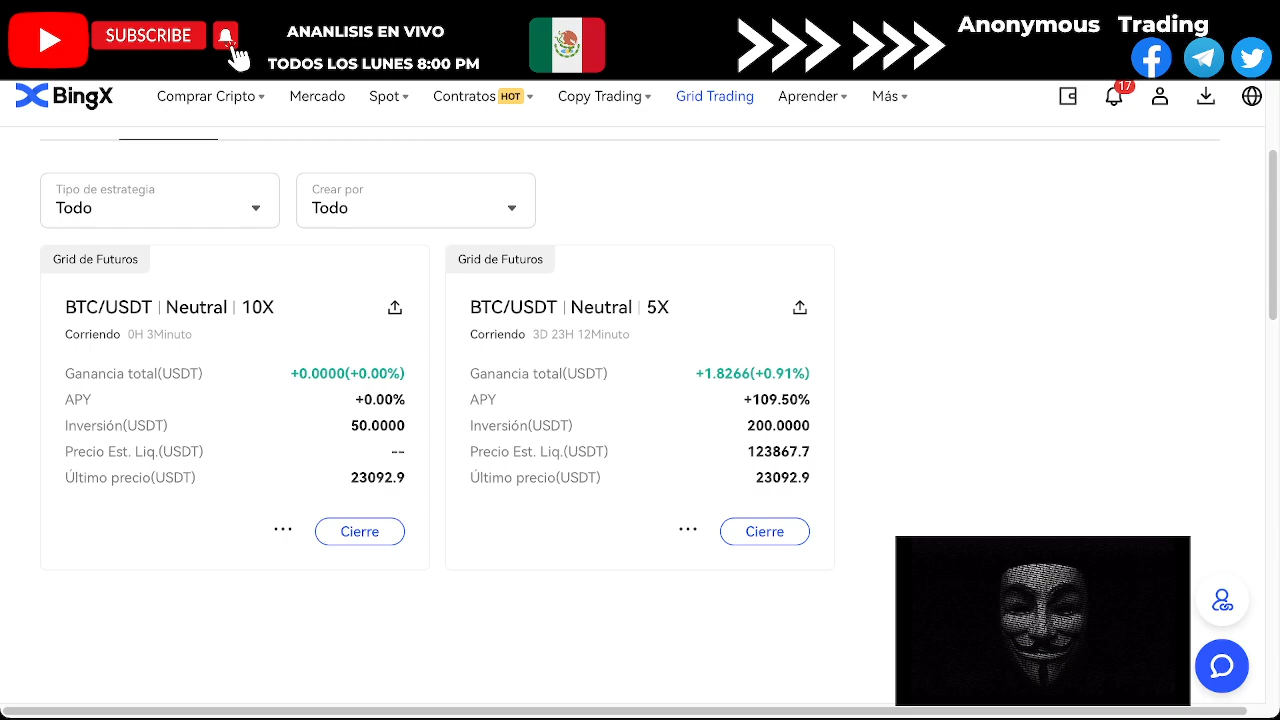 SUBSCRIBE
ANANLISIS EN VIVO
TODOS LOS LUNES 8:00 PM
Anonymous Trading
BingX
Comprar Cripto Mercado Spot Contratos HOT Copy Trading Grid Trading Aprender Más 17
Tipo de estrategia
Todo
Crear por
Todo
Grid de Futuros
BTC/USDT | Neutral | 10X
Corriendo 0H 3Minuto
Ganancia total(USDT) +0.0000(+0.00%)
APY +0.00%
Inversión(USDT) 50.0000
Precio Est. Liq.(USDT) --
Último precio(USDT) 23092.9
... Cierre
Grid de Futuros
BTC/USDT | Neutral | 5X
Corriendo 3D 23H 12Minuto
Ganancia total(USDT) +1.8266(+0.91%)
APY +109.50%
Inversión(USDT) 200.0000
Precio Est. Liq.(USDT) 123867.7
Último precio(USDT) 23092.9
... Cierre